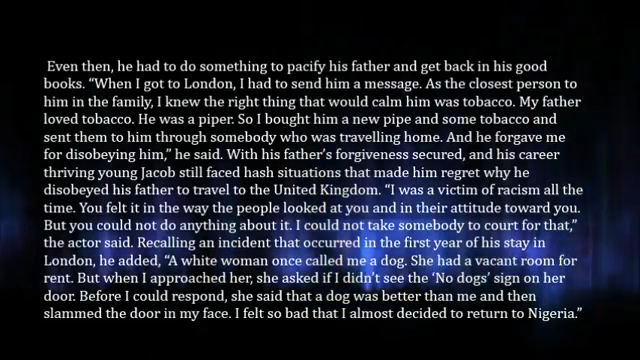 Even then, he had to do something to pacify his father and get back in his good
books. “When I got to London, I had to send him a message. As the closest person to
him in the family, I knew the right thing that would calm him was tobacco. My father
loved tobacco. He was a piper. So I bought him a new pipe and some tobacco and
sent them to him through somebody who was travelling home. And he forgave me
for disobeying him,” he said. With his father’s forgiveness secured, and his career
thriving young Jacob still faced hash situations that made him regret why he
disobeyed his father to travel to the United Kingdom. “I was a victim of racism all the
time. You felt it in the way the people looked at you and in their attitude toward you.
But you could not do anything about it. I could not take somebody to court for that,”
the actor said. Recalling an incident that occurred in the first year of his stay in
London, he added, “A white woman once called me a dog. She had a vacant room for
rent. But when I approached her, she asked if I didn’t see the ‘No dogs’ sign on her
door. Before I could respond, she said that a dog was better than me and then
slammed the door in my face. I felt so bad that I almost decided to return to Nigeria.”